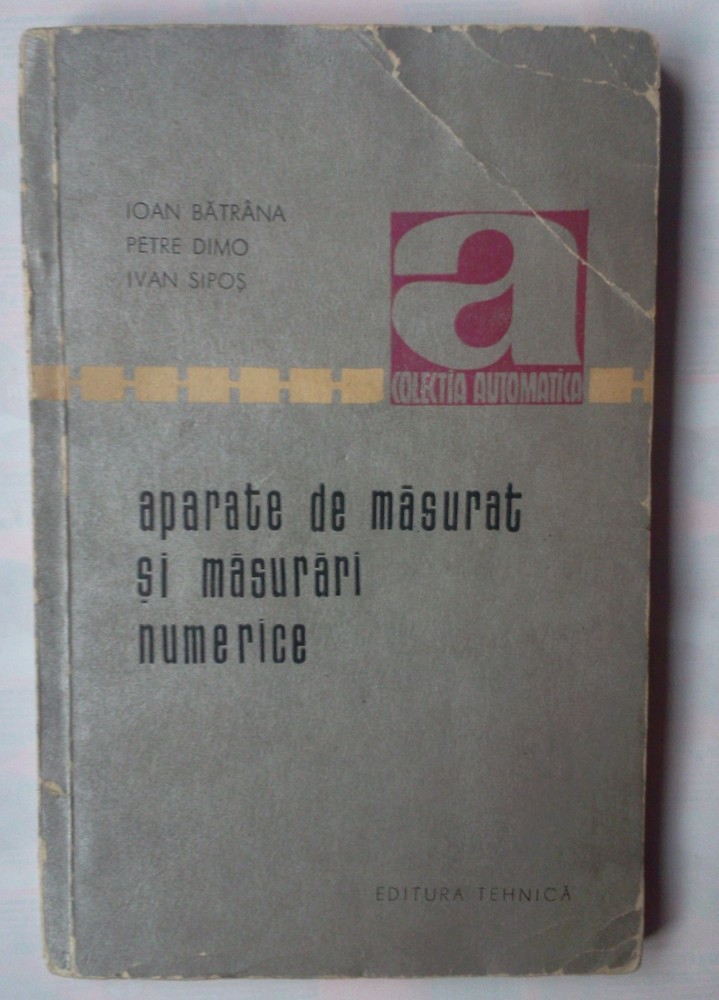 IOAN BĂTRÂNA
PETRE DIMO
IVAN SIPOȘ
a
COLECȚIA AUTOMATICA
aparate de măsurat
și măsurări
numerice
EDITURA TEHNICĂ